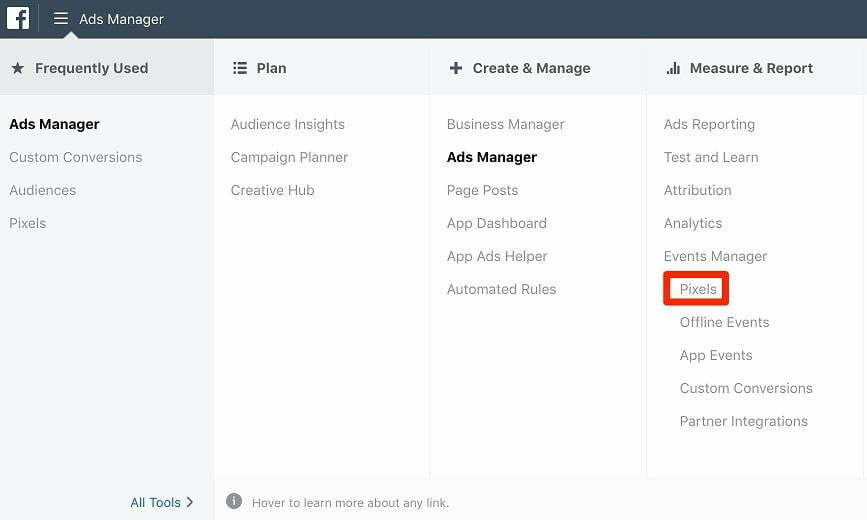 f
Ads Manager
Frequently Used
Ads Manager
Custom Conversions
Audiences
Pixels
All Tools
Plan
Audience Insights
Campaign Planner
Creative Hub
Create & Manage
Business Manager
Ads Manager
Page Posts
App Dashboard
App Ads Helper
Automated Rules
Measure & Report
Ads Reporting
Test and Learn
Attribution
Analytics
Events Manager
Pixels
Offline Events
App Events
Custom Conversions
Partner Integrations
Hover to learn more about any link.